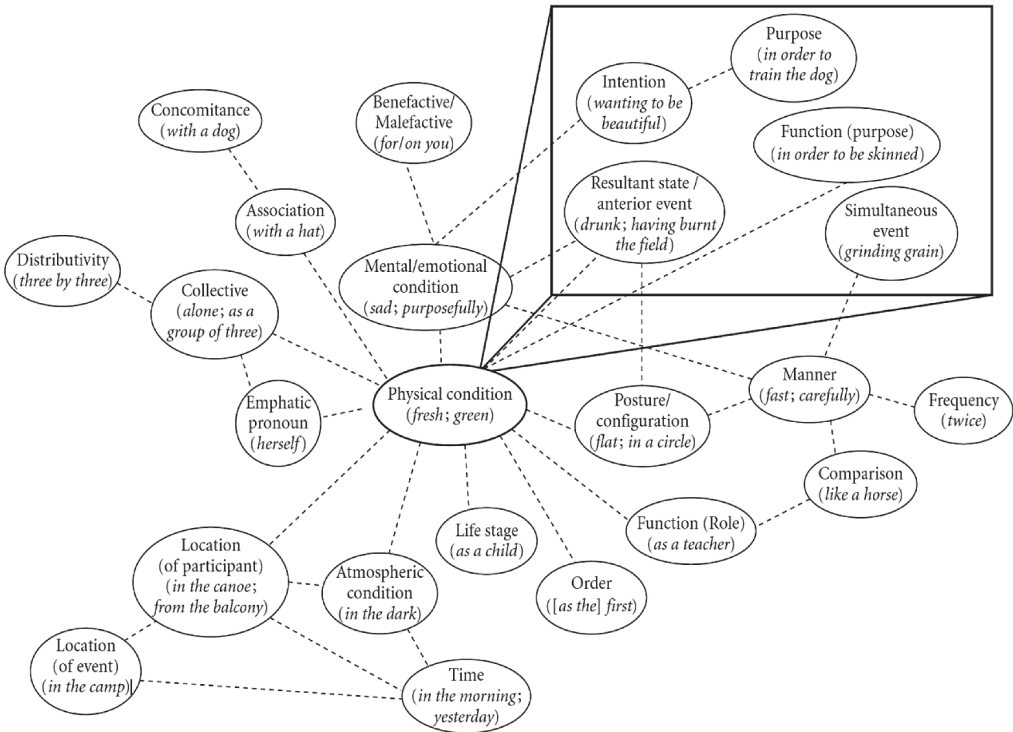 Purpose
(in order to
train the dog)
Intention
(wanting to be
beautiful)
Concomitance
(with a dog)
Benefactive/
Malefactive
(for/on you)
Function (purpose)
(in order to be skinned)
Resultant state /
anterior event
(drunk; having burnt
the field)
Association
(with a hat)
Simultaneous
event
(grinding grain)
Distributivity
(three by three)
Mental/emotional
condition
(sad; purposefully)
Collective
(alone; as a
group of three)
Physical condition
(fresh; green)
Manner
(fast; carefully)
Emphatic
pronoun
(herself)
Posture/
configuration
(flat; in a circle)
Frequency
(twice)
Comparison
(like a horse)
Life stage
(as a child)
Function (Role)
(as a teacher)
Location
(of participant)
(in the canoe;
from the balcony)
Atmospheric
condition
(in the dark)
Order
([as the] first)
Location
(of event)
(in the camp)
Time
(in the morning;
yesterday)